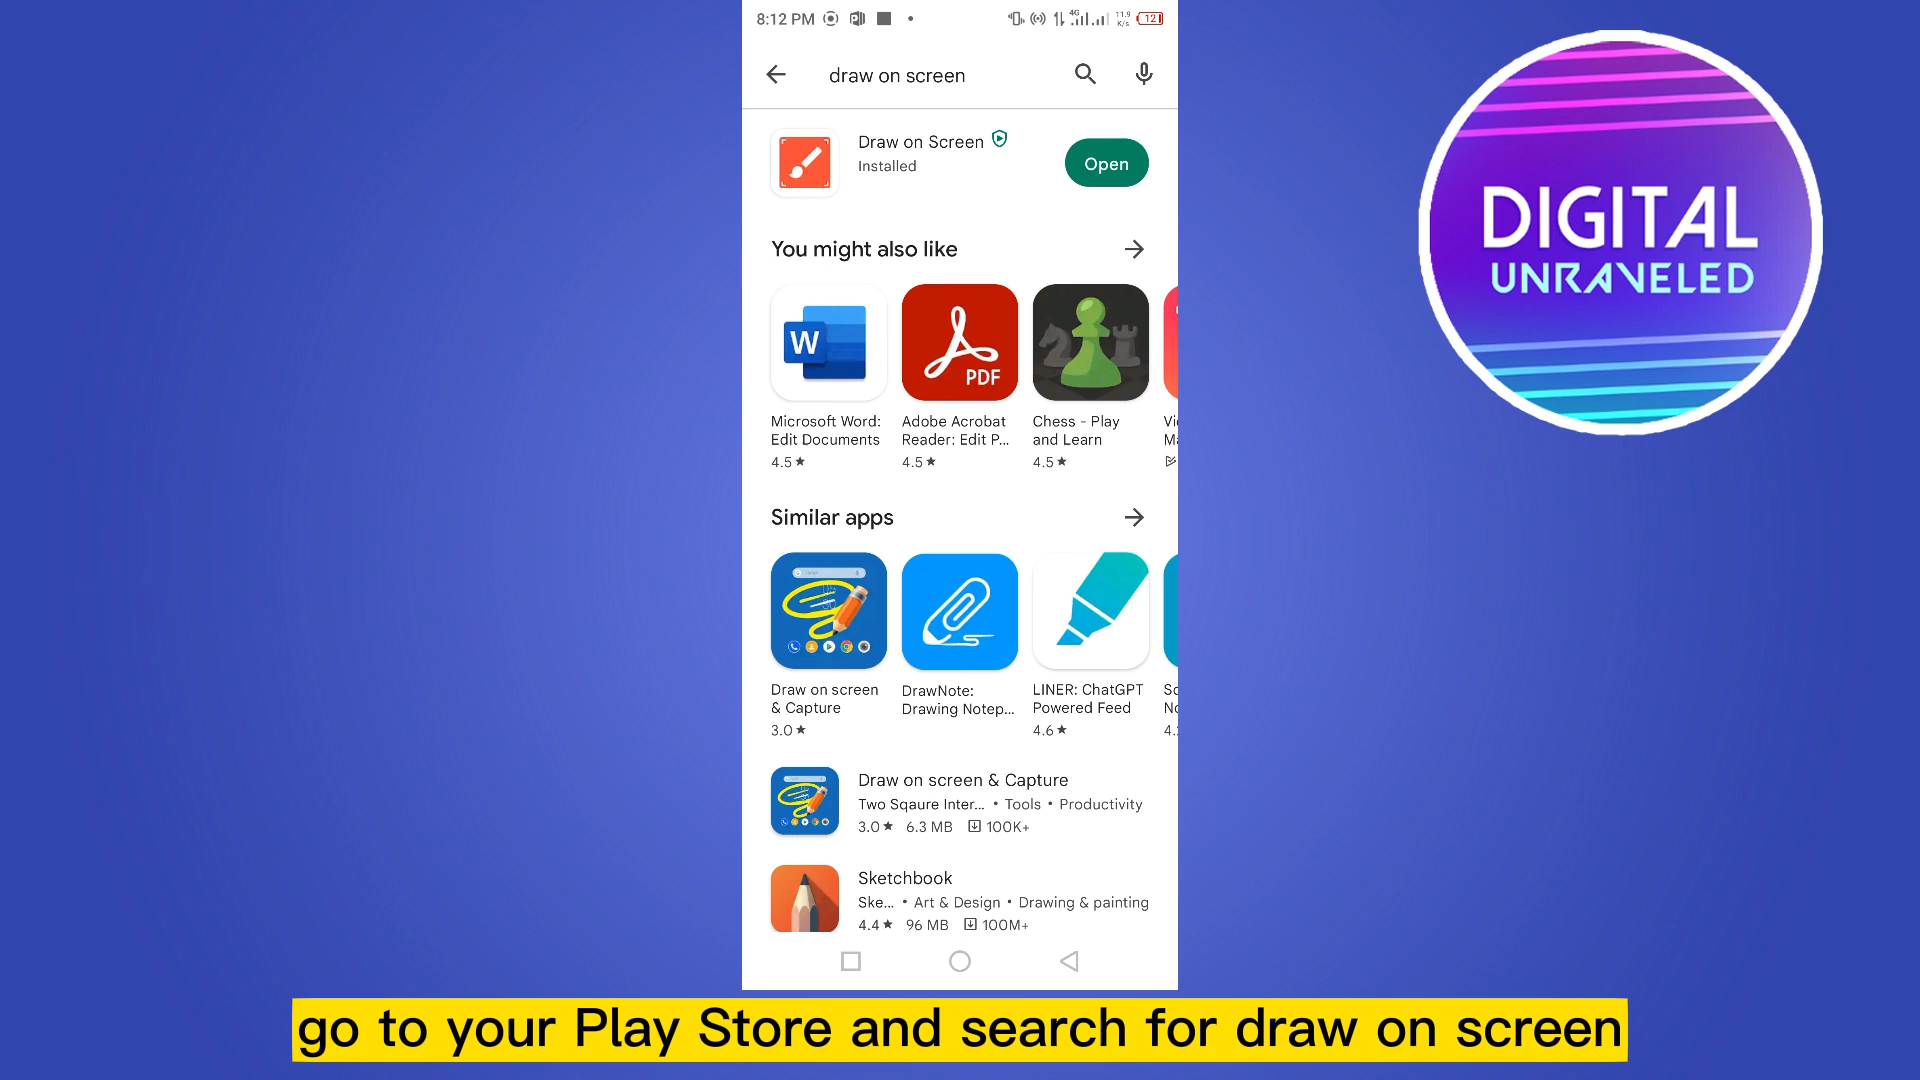 8:12 PM
4G
11.9
K/s
12
draw on screen
Draw on Screen
Installed
Open
You might also like
W
PDF
Microsoft Word:
Edit Documents
4.5★
Adobe Acrobat
Reader: Edit P...
4.5★
Chess - Play
and Learn
4.5★
Similar apps
Draw on screen
& Capture
3.0★
DrawNote:
Drawing Notep...
LINER: ChatGPT
Powered Feed
4.6★
Draw on screen & Capture
Two Sqaure Inter... • Tools • Productivity
3.0★ 6.3 MB 100K+
Sketchbook
Ske... • Art & Design • Drawing & painting
4.4★ 96 MB 100M+
DIGITAL
UNRAVELED
go to your Play Store and search for draw on screen